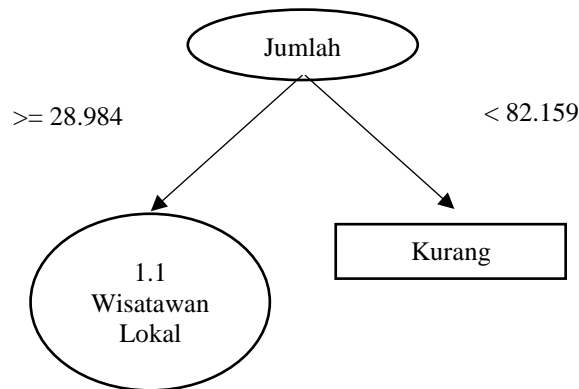 Jumlah
>= 28.984
< 82.159
1.1
Wisatawan
Lokal
Kurang